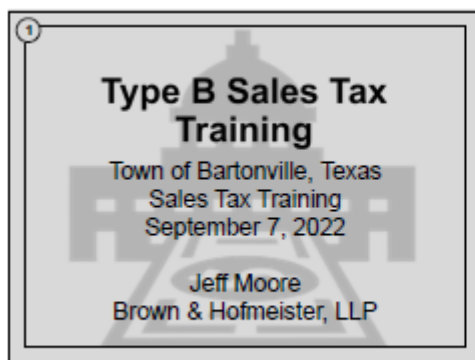 1
Type B Sales Tax
Training
Town of Bartonville, Texas
Sales Tax Training
September 7, 2022
Jeff Moore
Brown & Hofmeister, LLP